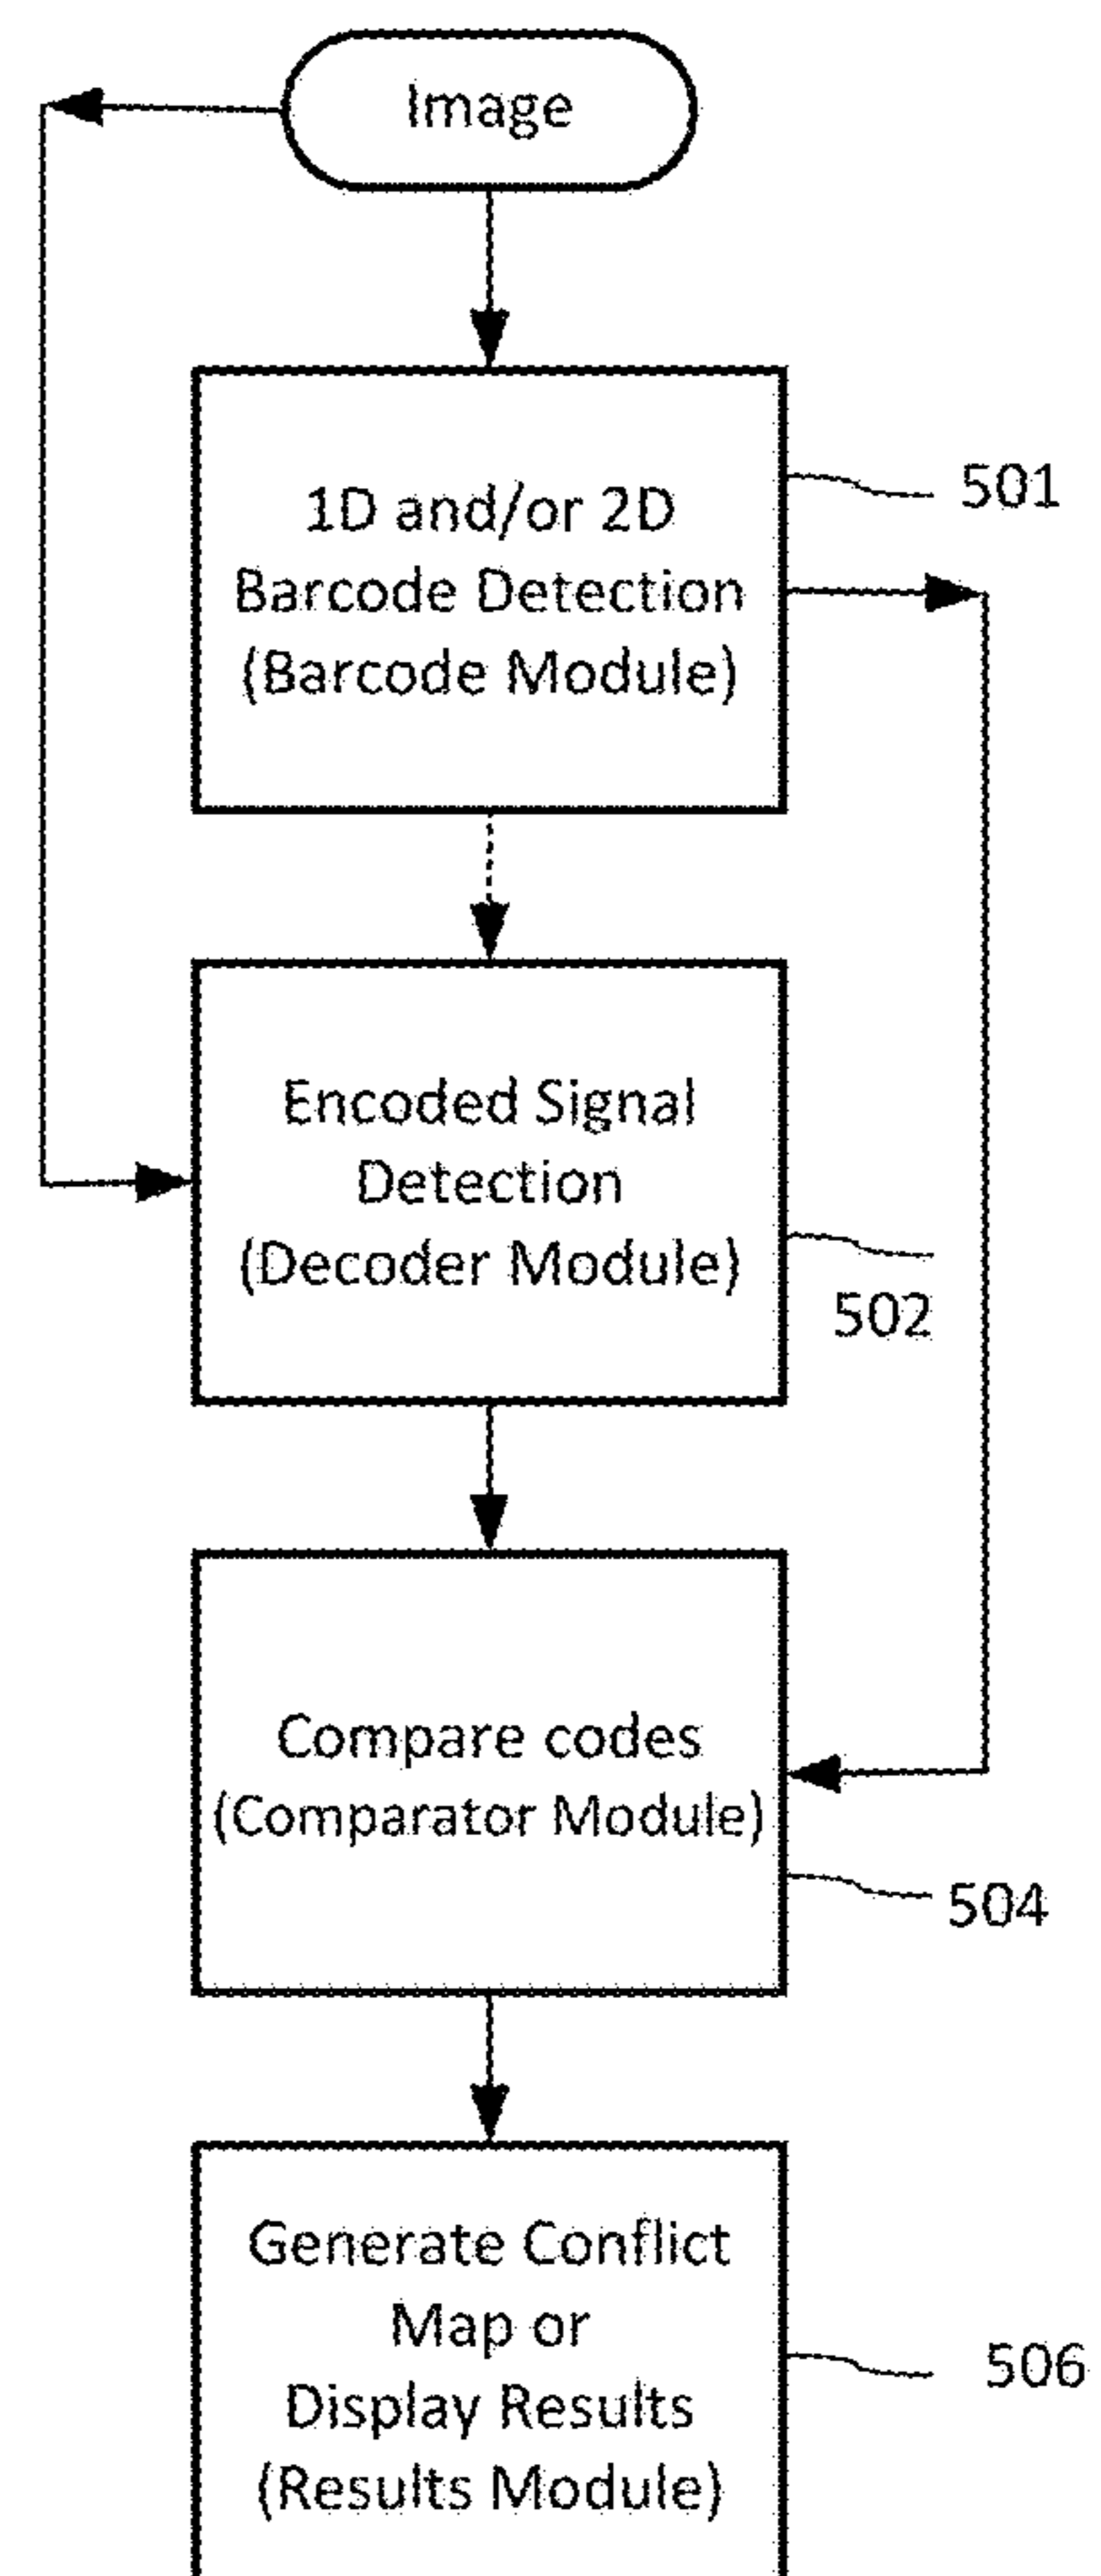 Image
1D and/or 2D
Barcode Detection
(Barcode Module)
501
Encoded Signal
Detection
(Decoder Module)
502
Compare codes
(Comparator Module)
504
Generate Conflict
Map or
Display Results
(Results Module)
506